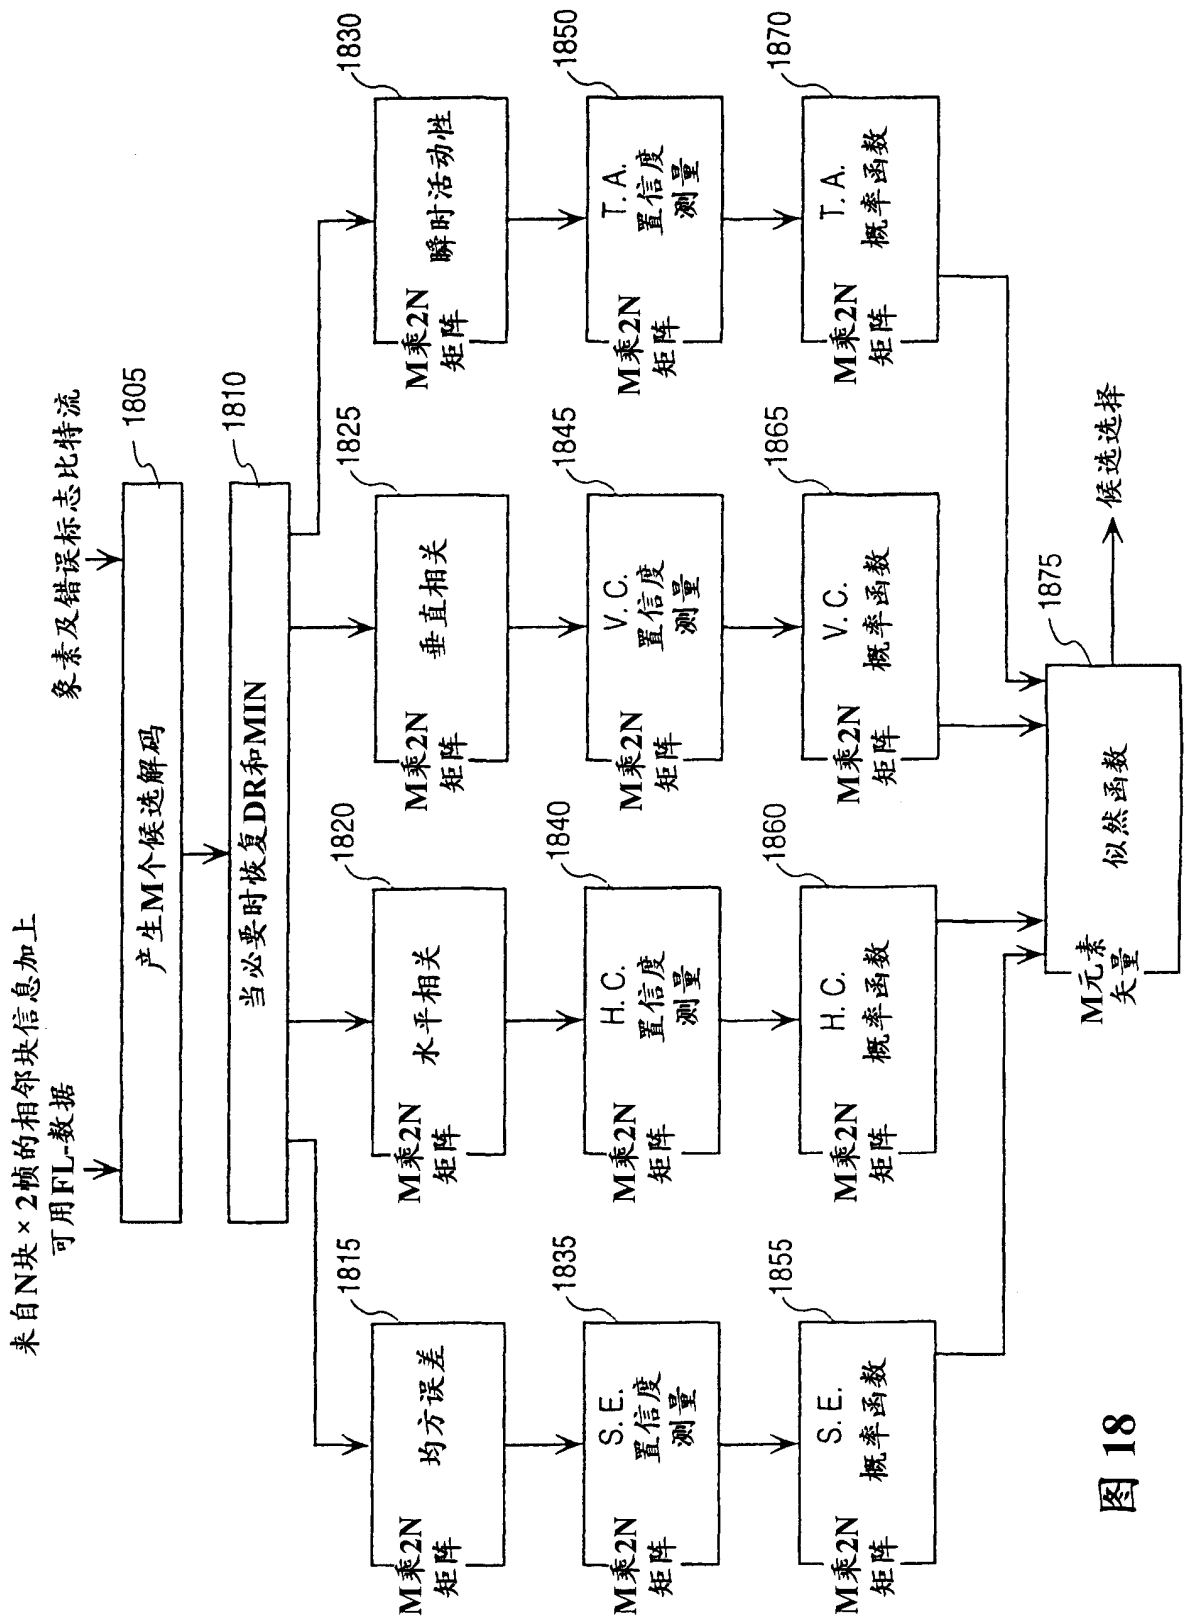 来自N块×2帧的相邻块信息加上
可用FL-数据
象素及错误标志比特流
产生M个候选解码
1805
当必要时恢复DR和MIN
1810
均方误差
M乘2N
矩阵
1815
水平相关
M乘2N
矩阵
1820
垂直相关
M乘2N
矩阵
1825
瞬时活动性
M乘2N
矩阵
1830
S.E.
置信度
测量
M乘2N
矩阵
1835
H.C.
置信度
测量
M乘2N
矩阵
1840
V.C.
置信度
测量
M乘2N
矩阵
1845
T.A.
置信度
测量
M乘2N
矩阵
1850
S.E.
概率函数
M乘2N
矩阵
1855
H.C.
概率函数
M乘2N
矩阵
1860
V.C.
概率函数
M乘2N
矩阵
1865
T.A.
概率函数
M乘2N
矩阵
1870
似然函数
M元素
矢量
1875
候选选择
图 18